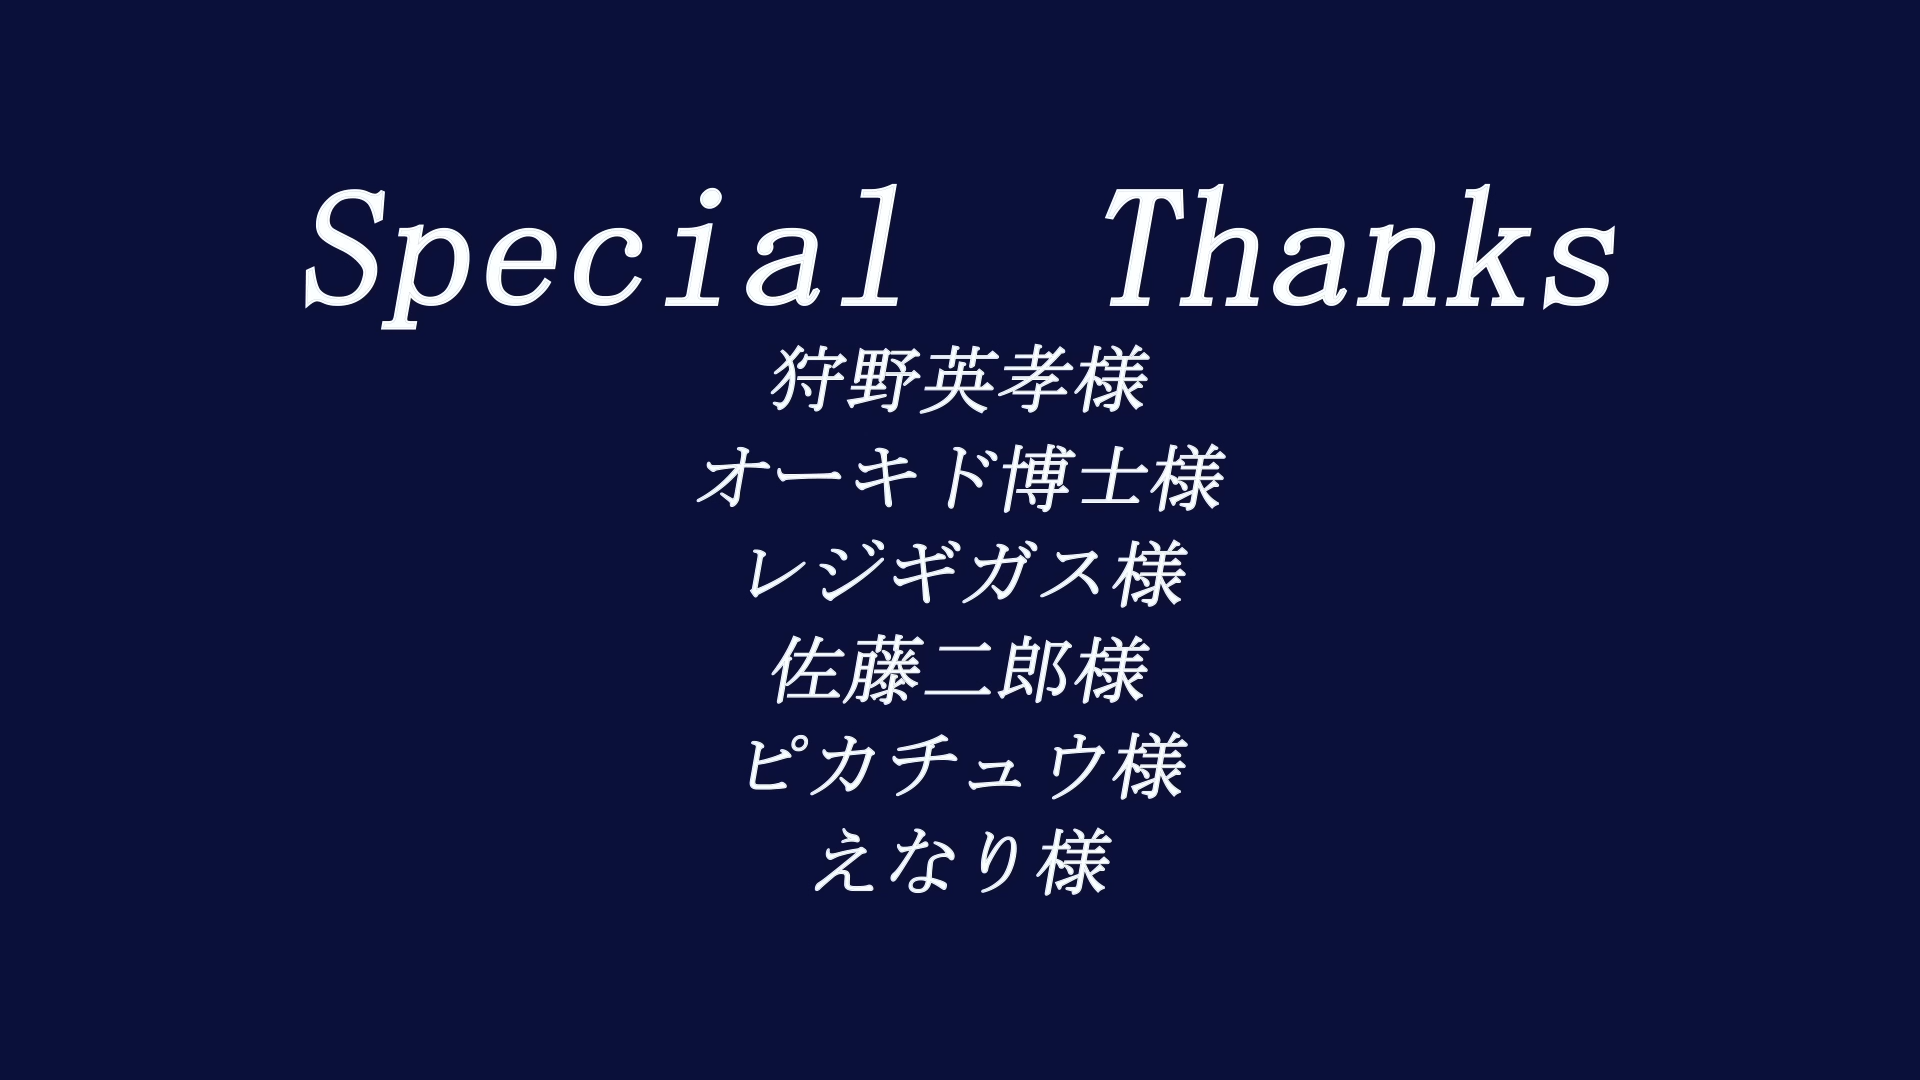 Special Thanks
狩野英孝様
オーキド博士様
レジギガス様
佐藤二郎様
ピカチュウ様
えなり様